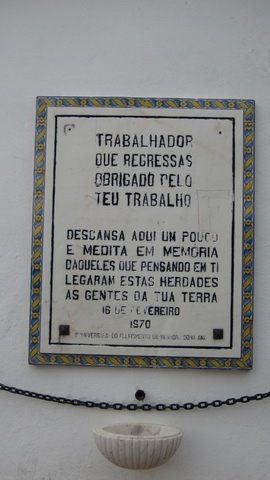 TRABALHADOR
QUE REGRESSAS
OBRIGADO PELO
TEU TRABALHO
DESCANSA AQUI UM POUCO
E MEDITA EM MEMÓRIA
DAQUELES QUE PENSANDO EM TI
LEGARAM ESTAS HERDADES
AS GENTES DA TUA TERRA
16 DE FEVEREIRO
1970